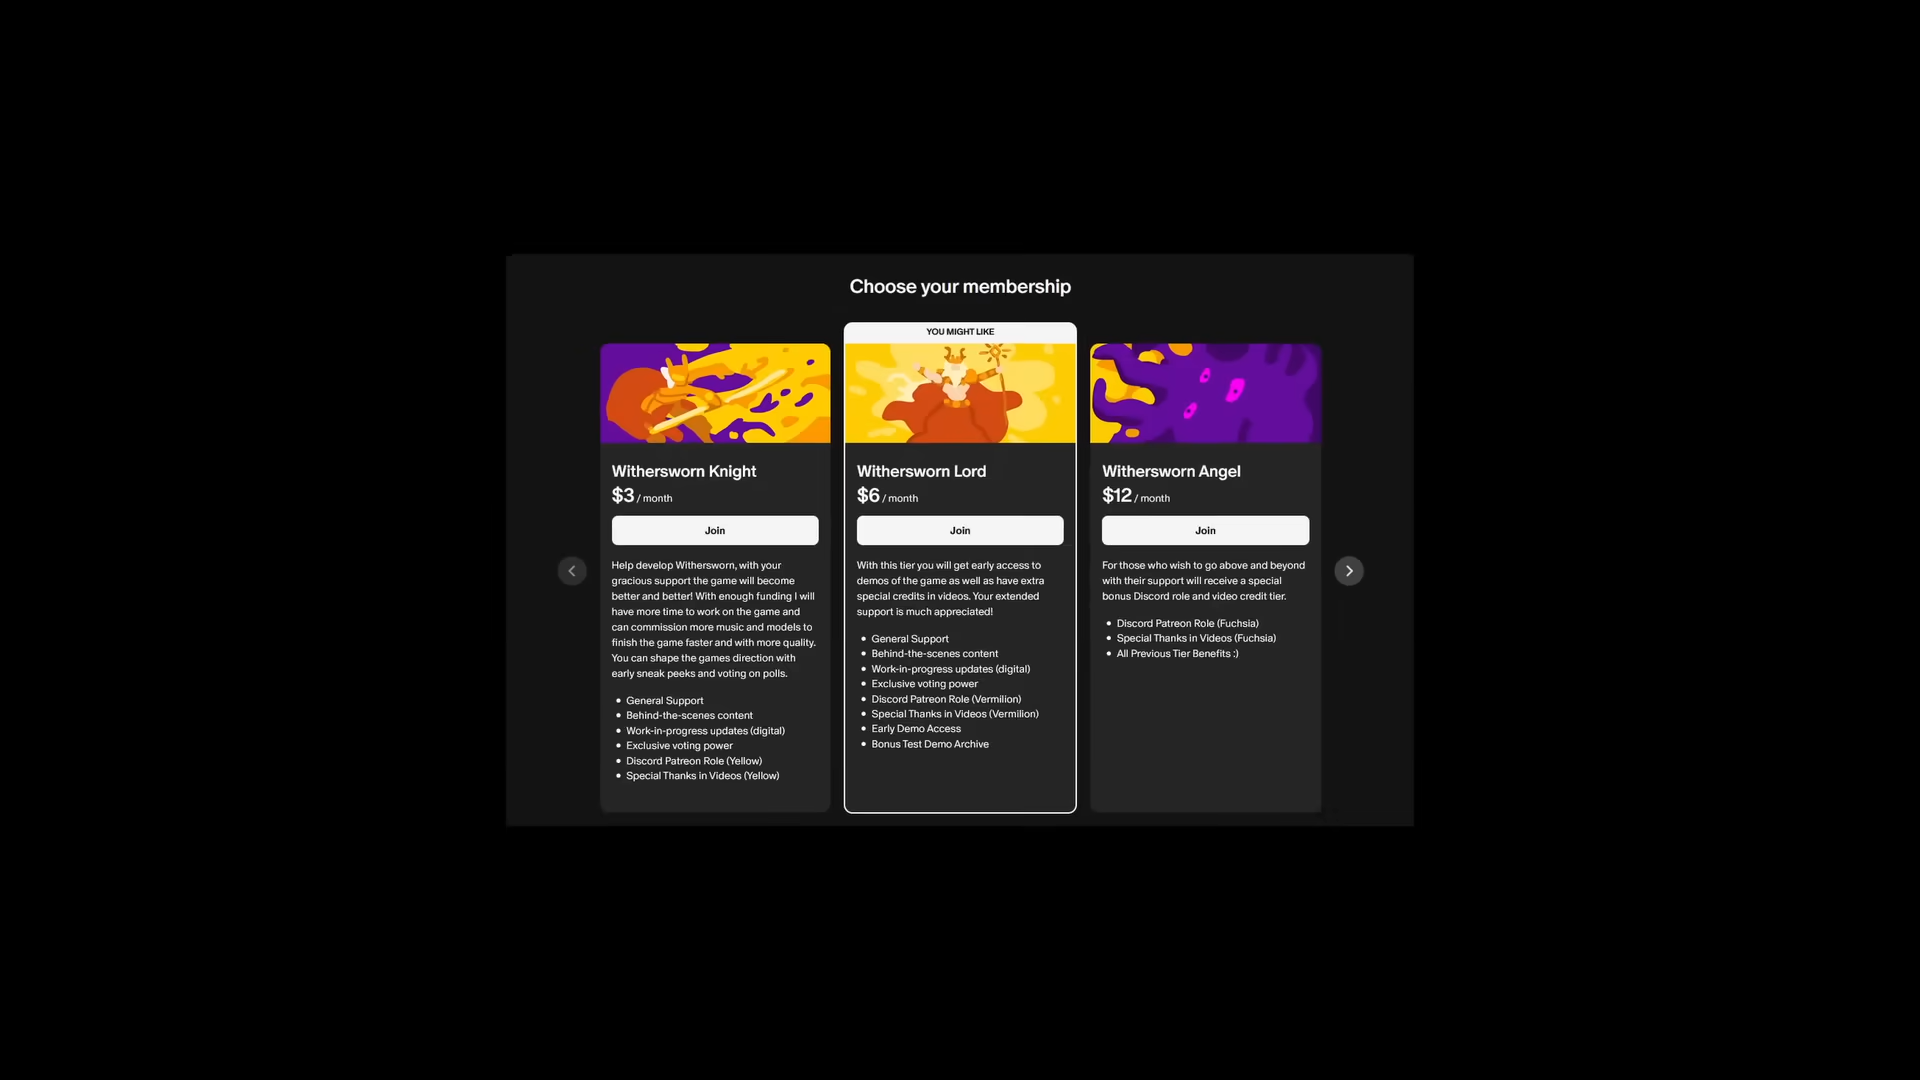 Choose your membership
YOU MIGHT LIKE
Withersworn Knight
$3 / month
Join
Help develop Withersworn, with your
gracious support the game will become
better and better! With enough funding I will
have more time to work on the game and
can commission more music and models to
finish the game faster and with more quality.
You can shape the games direction with
early sneak peeks and voting on polls.
• General Support
• Behind-the-scenes content
• Work-in-progress updates (digital)
• Exclusive voting power
• Discord Patreon Role (Yellow)
• Special Thanks in Videos (Yellow)
Withersworn Lord
$6 / month
Join
With this tier you will get early access to
demos of the game as well as have extra
special credits in videos. Your extended
support is much appreciated!
• General Support
• Behind-the-scenes content
• Work-in-progress updates (digital)
• Exclusive voting power
• Discord Patreon Role (Vermilion)
• Special Thanks in Videos (Vermilion)
• Early Demo Access
• Bonus Test Demo Archive
Withersworn Angel
$12 / month
Join
For those who wish to go above and beyond
with their support will receive a special
bonus Discord role and video credit tier.
• Discord Patreon Role (Fuchsia)
• Special Thanks in Videos (Fuchsia)
• All Previous Tier Benefits :)